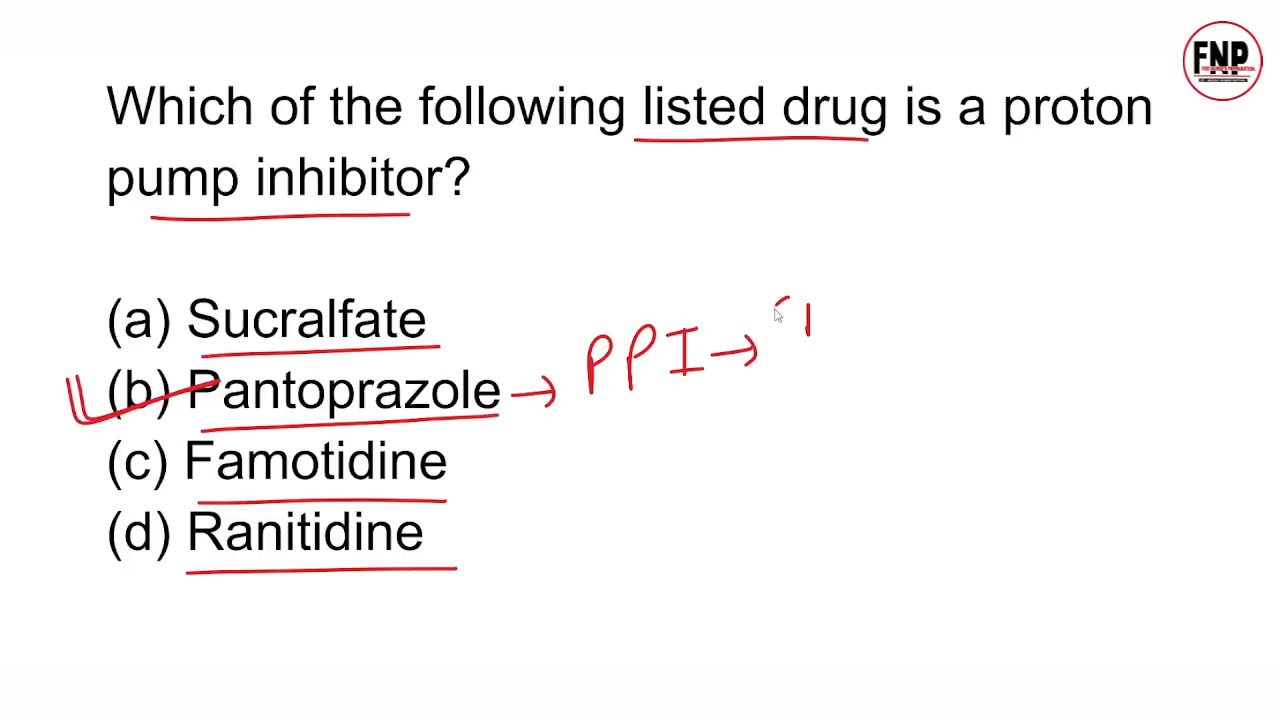 FNP
Which of the following listed drug is a proton
pump inhibitor?
(a) Sucralfate
(b) Pantoprazole → PPI →
(c) Famotidine
(d) Ranitidine